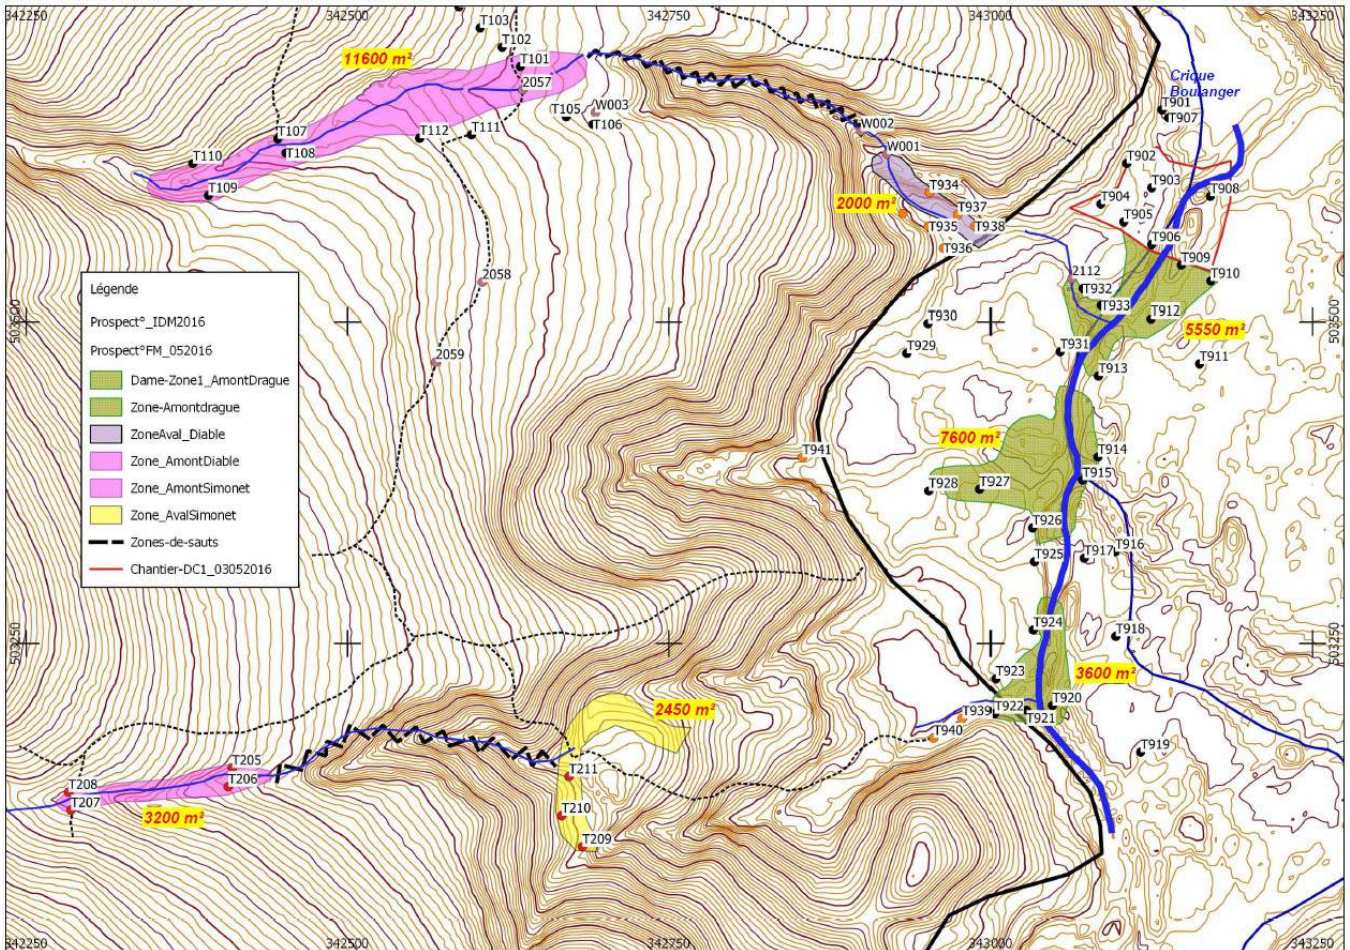 342250
342500
342750
343000
343250
T103
T102
T101
11600 m²
2057
Crique
Boulanger
T901
T907
T105
W003
T106
W002
T107
T112
T111
T108
T110
T109
W001
T902
T934
T903
T908
2000 m²
T937
T904
T935
T938
T905
T936
T906
T909
2058
2112
T910
T932
T933
503500
T930
T912
5550 m²
503500
T929
T931
T911
2059
T913
Légende
Prospect°_IDM2016
Prospect°FM_052016
Dame-Zone1_AmontDrague
Zone-Amontdrague
ZoneAval_Diable
Zone_AmontDiable
Zone_AmontSimonet
Zone_AvalSimonet
Zones-de-sauts
Chantier-DC1_03052016
7600 m²
T941
T914
T928
T927
T915
T926
T925
T917
T916
T924
T918
503250
503250
T923
3600 m²
2450 m²
T939
T922
T920
T921
T940
T919
T205
T211
T208
T206
T207
3200 m²
T210
T209
342250
342500
342750
343000
343250